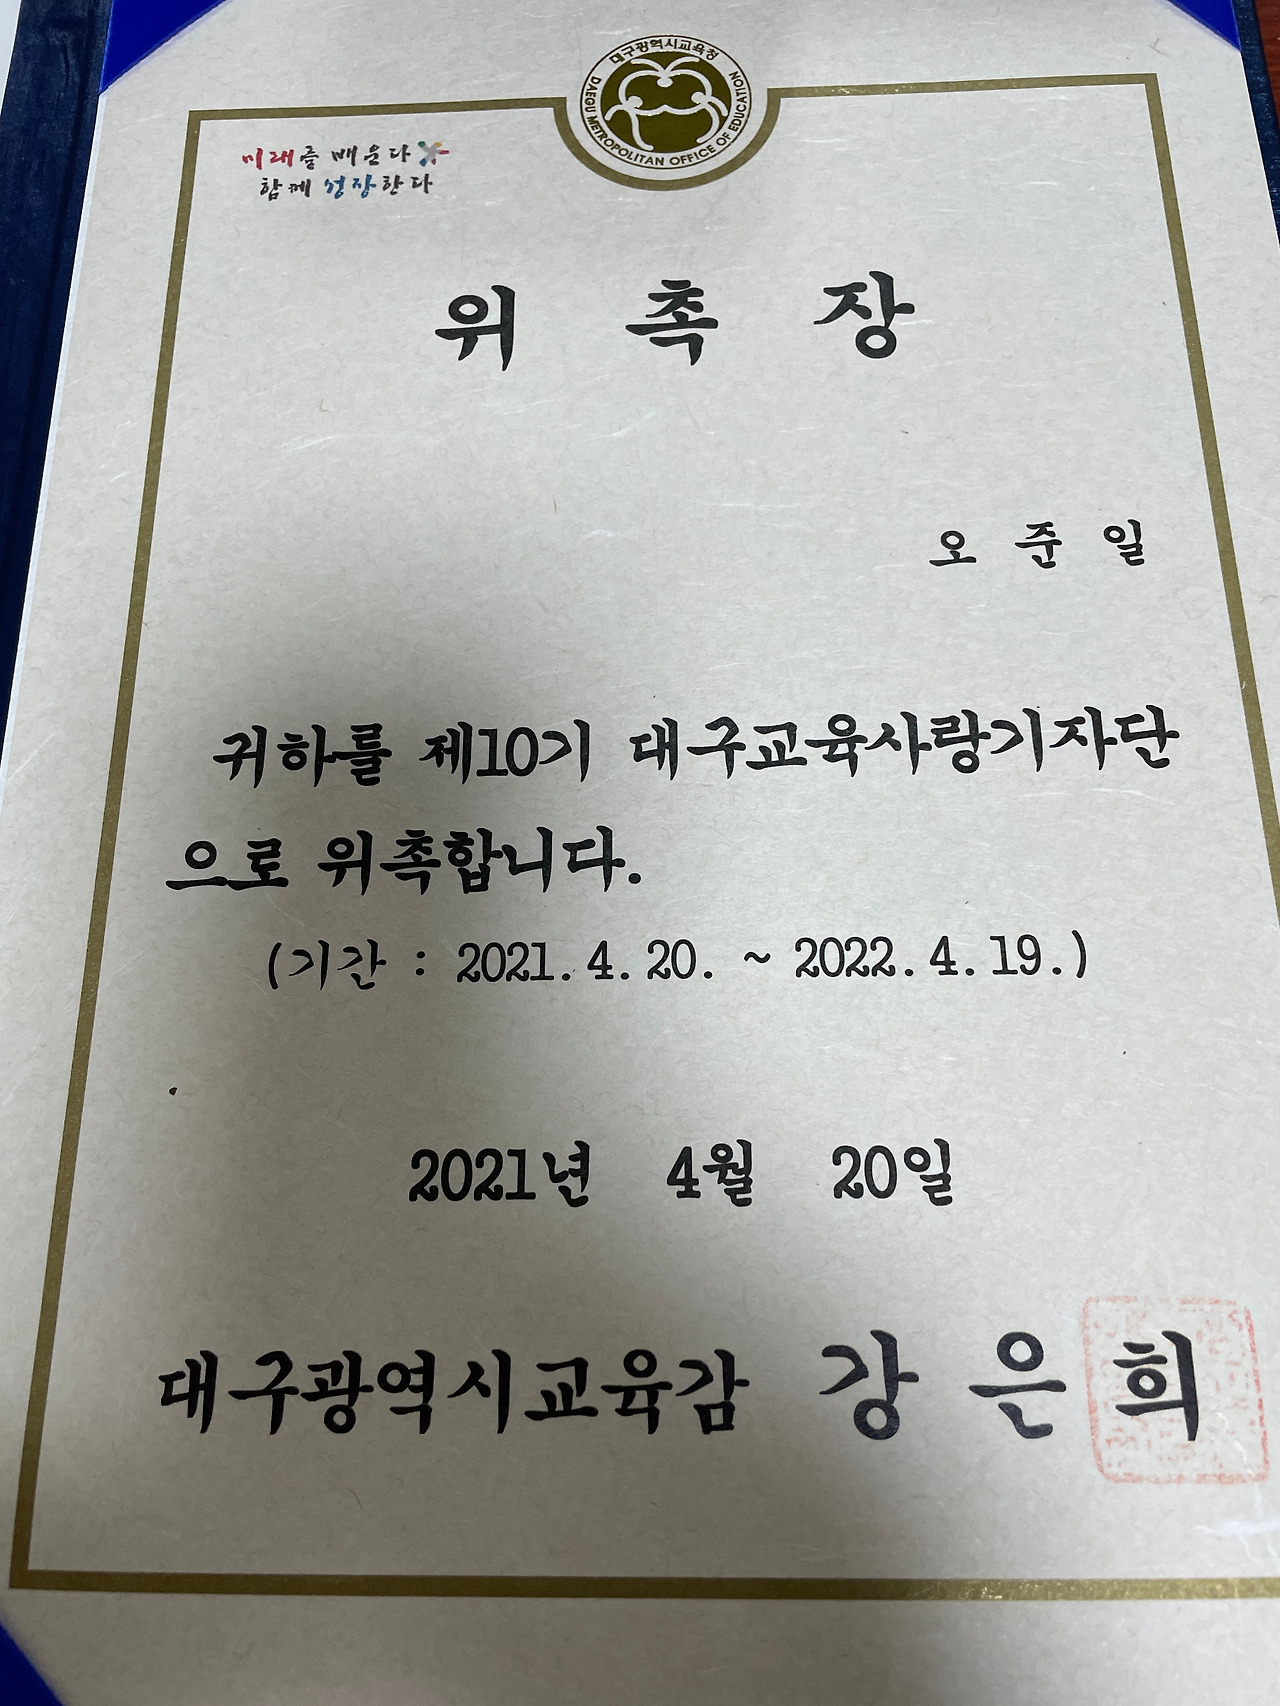 대구광역시교육청
DAEGU METROPOLITAN OFFICE OF EDUCATION
미래를 배운다
함께 성장한다
위 촉 장
오 준 일
귀하를 제10기 대구교육사랑기자단
으로 위촉합니다.
(기간 : 2021. 4. 20. ~ 2022. 4. 19.)
2021년 4월 20일
대구광역시교육감 강 은 희